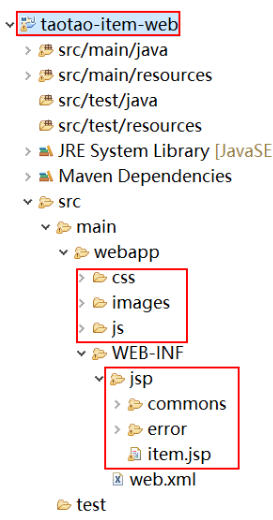 taotao-item-web
src/main/java
src/main/resources
src/test/java
src/test/resources
JRE System Library [JavaSE
Maven Dependencies
src
main
webapp
css
images
js
WEB-INF
jsp
commons
error
item.jsp
web.xml
test